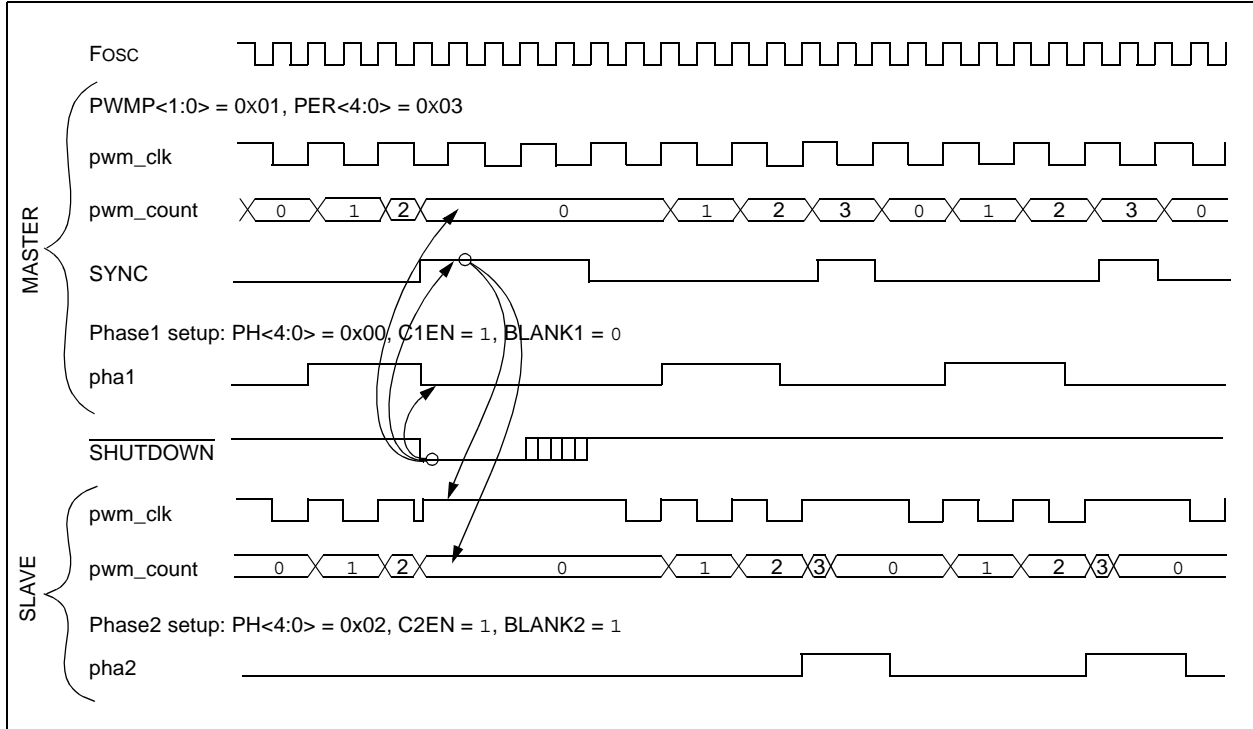 FOSC
MASTER
PWMP<1:0> = 0x01, PER<4:0> = 0x03
pwm_clk
pwm_count 0 1 2 0 1 2 3 0 1 2 3 0
SYNC
Phase1 setup: PH<4:0> = 0x00, C1EN = 1, BLANK1 = 0
pha1
SHUTDOWN
SLAVE
pwm_clk
pwm_count 0 1 2 0 1 2 3 0 1 2 3 0
Phase2 setup: PH<4:0> = 0x02, C2EN = 1, BLANK2 = 1
pha2